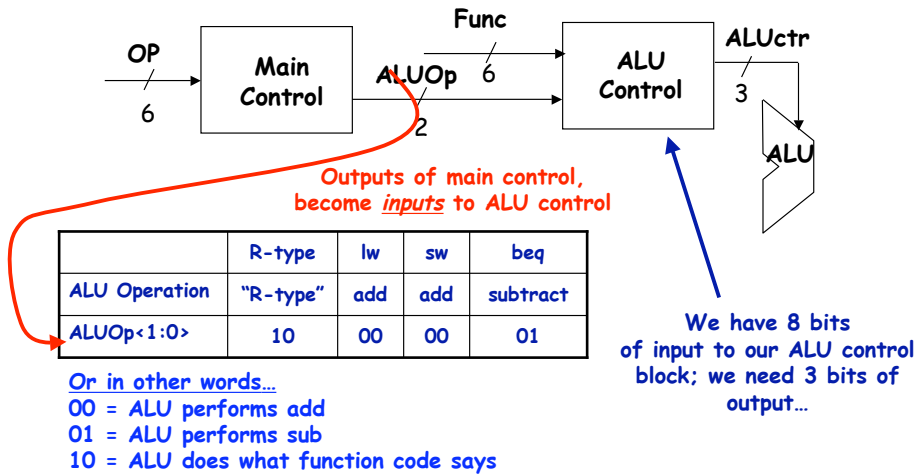 Func
OP
6
Main
Control
ALUOp
6
2
ALU
Control
ALUctr
3
ALU
Outputs of main control,
become inputs to ALU control
R-type lw sw beq
ALU Operation "R-type" add add subtract
ALUOp<1:0> 10 00 00 01
Or in other words…
00 = ALU performs add
01 = ALU performs sub
10 = ALU does what function code says
We have 8 bits
of input to our ALU control
block; we need 3 bits of
output…